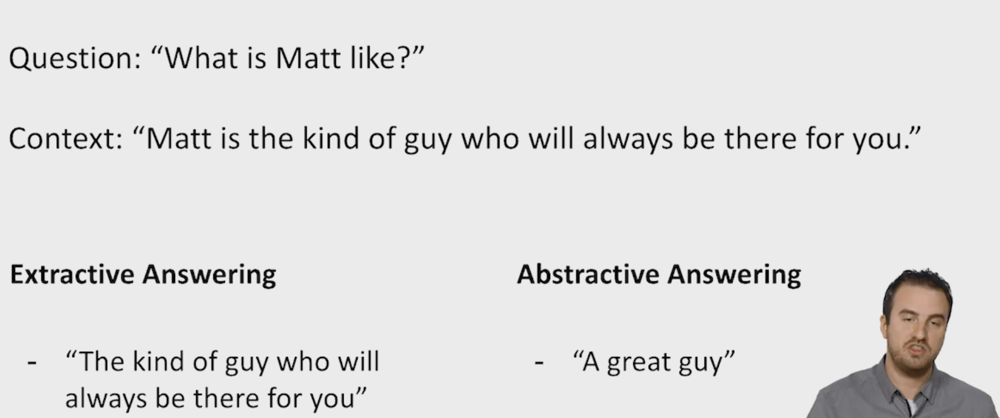 Question: “What is Matt like?”
Context: “Matt is the kind of guy who will always be there for you.”
Extractive Answering
- “The kind of guy who will
always be there for you”
Abstractive Answering
- “A great guy”